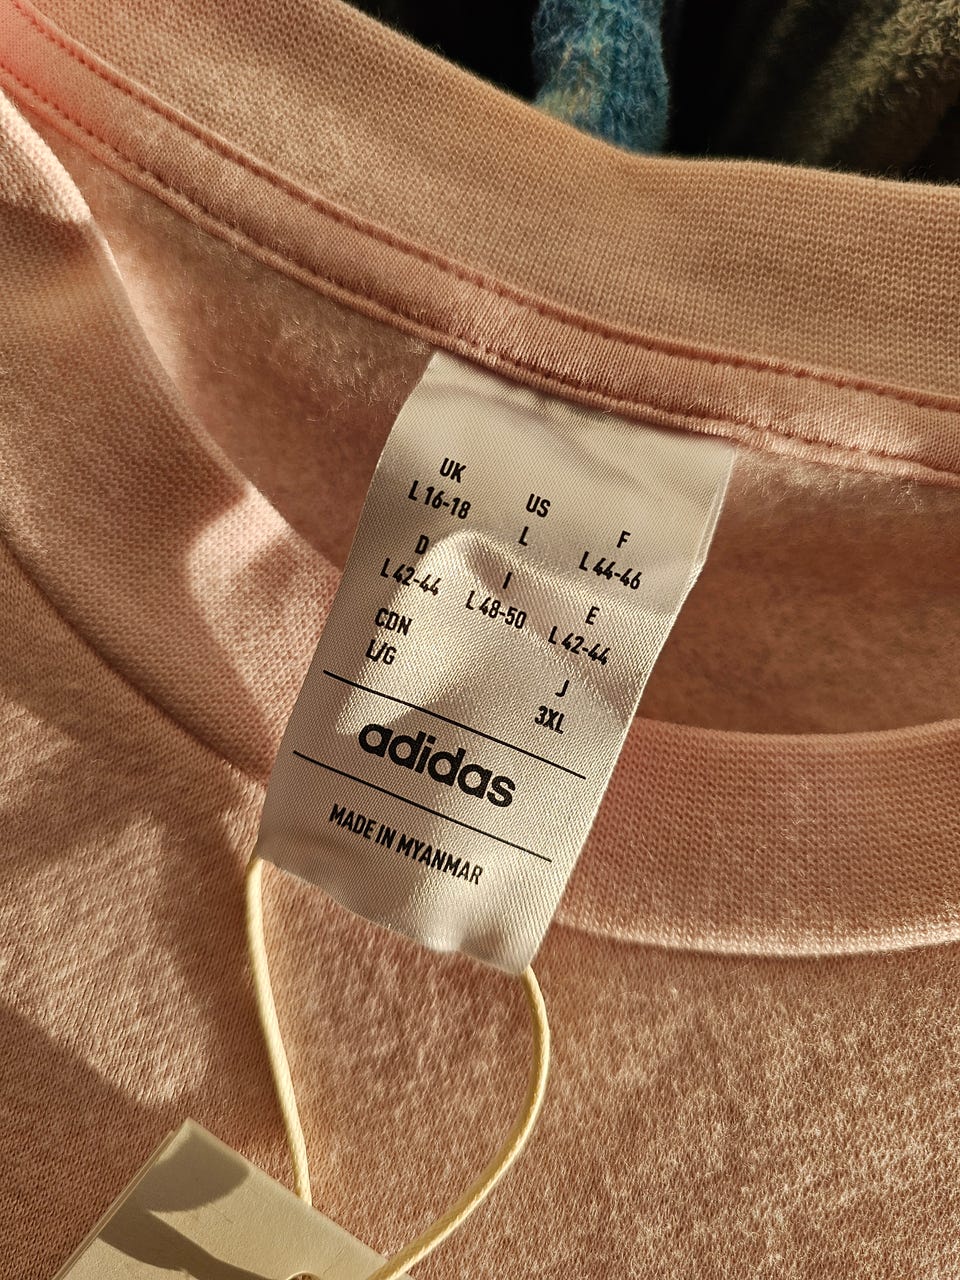 UK US F
L 16-18 L L 44-46
D I E
L 42-44 L 48-50 L 42-44
CDN J
L/G 3XL
adidas
MADE IN MYANMAR